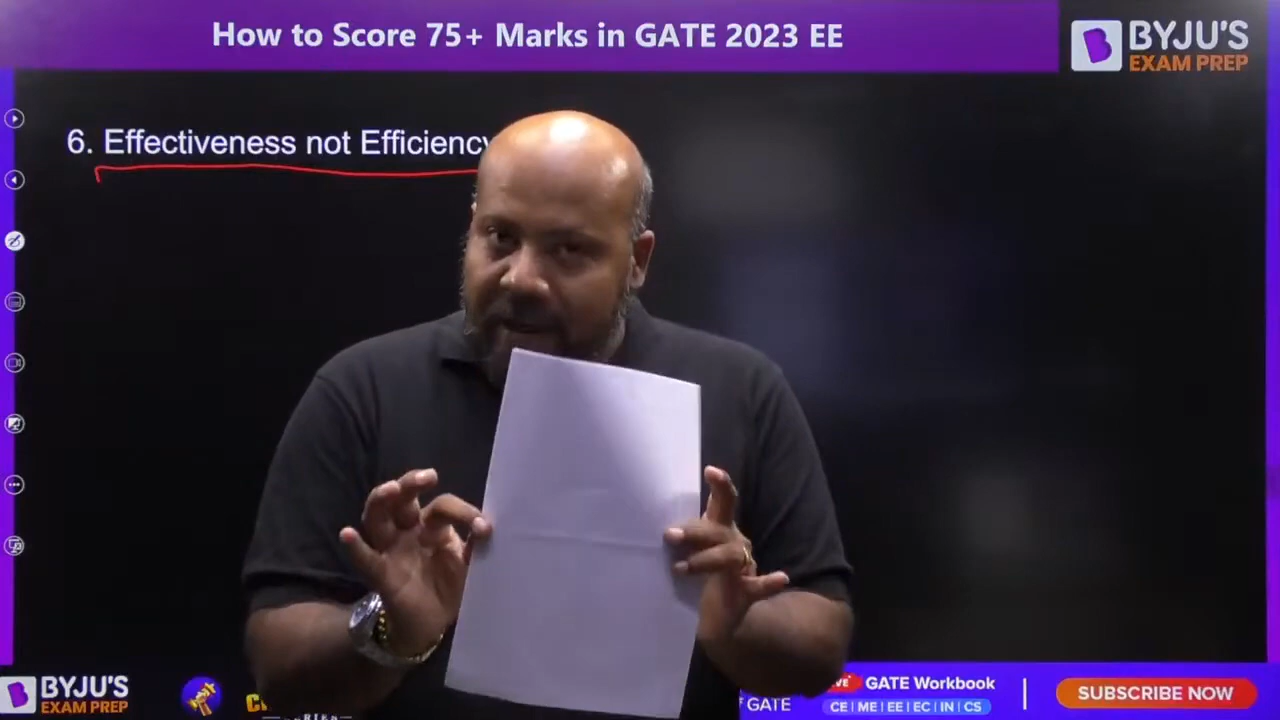 How to Score 75+ Marks in GATE 2023 EE
BYJU'S
EXAM PREP
6. Effectiveness not Efficiency
BYJU'S
EXAM PREP
GATE
GATE Workbook
CE | ME | EE | EC | IN | CS
SUBSCRIBE NOW